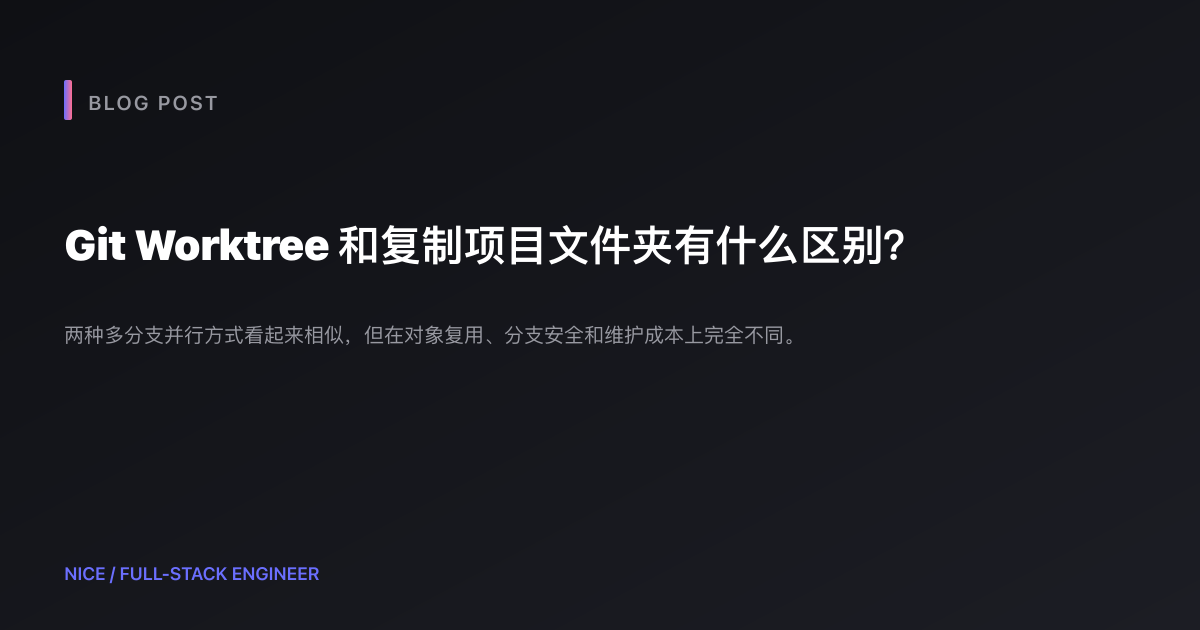 BLOG POST
Git Worktree 和复制项目文件夹有什么区别？
两种多分支并行方式看起来相似，但在对象复用、分支安全和维护成本上完全不同。
NICE / FULL-STACK ENGINEER